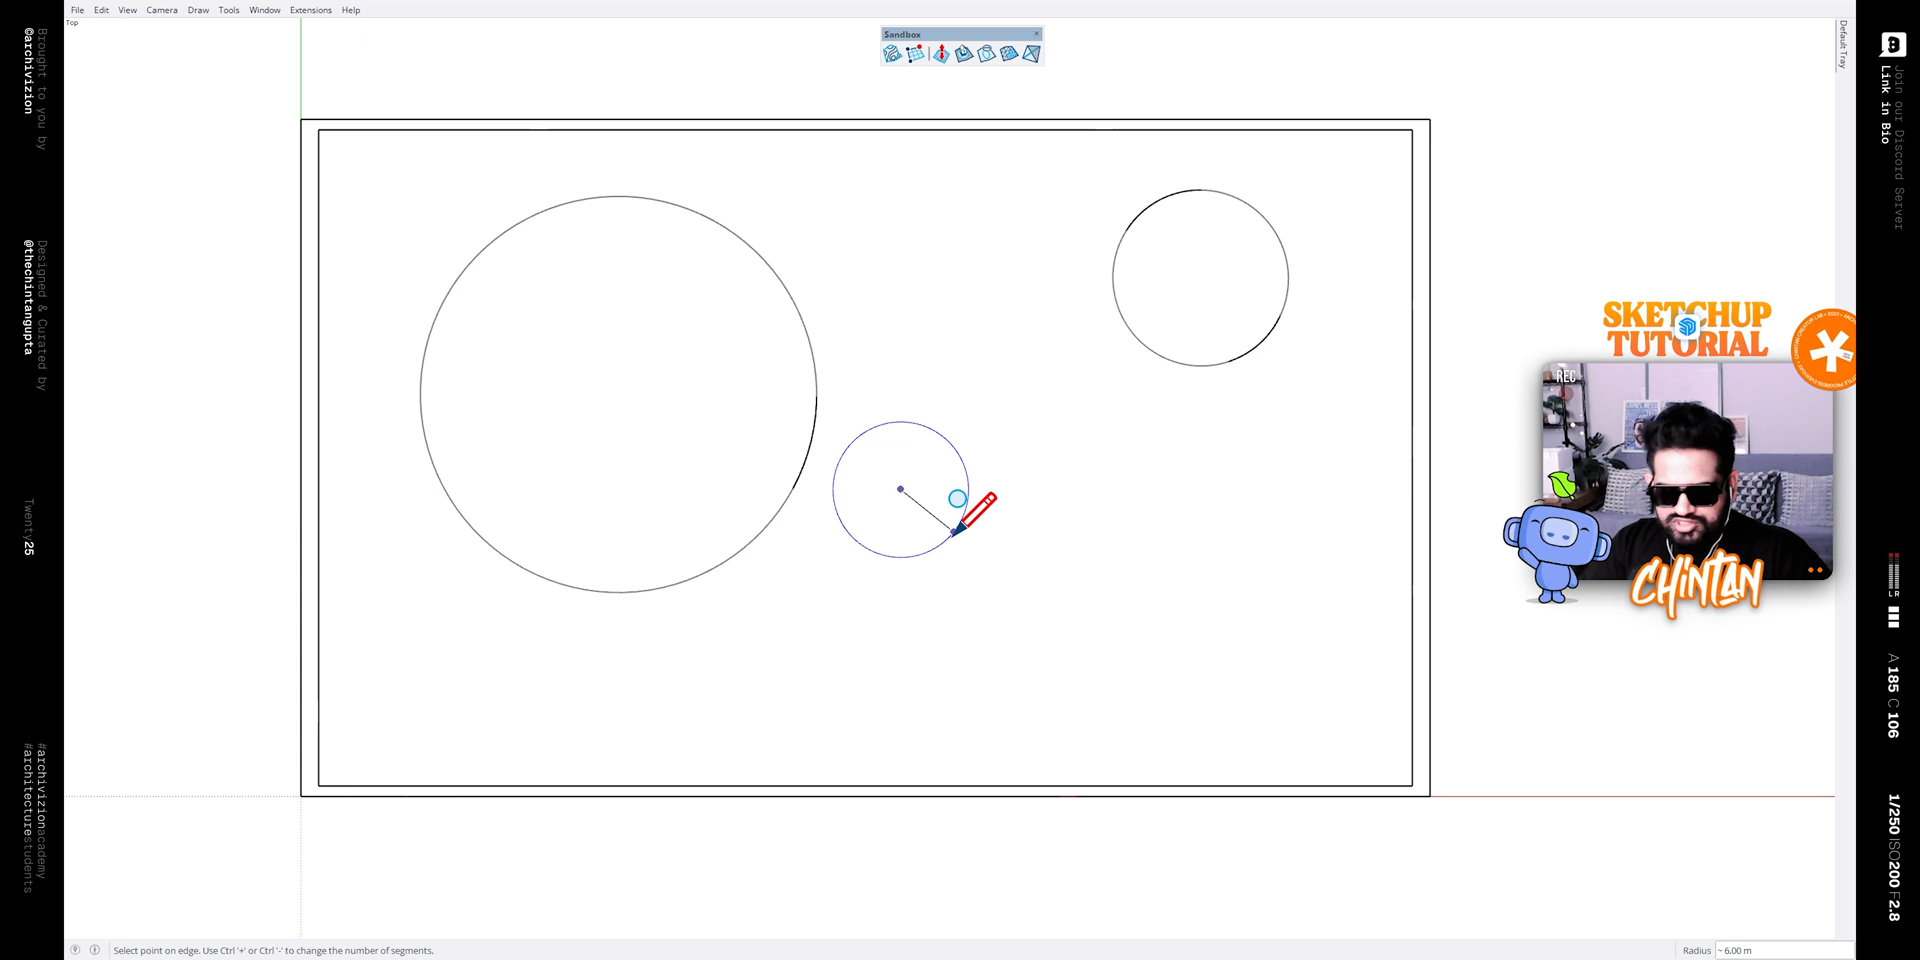 File Edit View Camera Draw Tools Window Extensions Help
Top
Sandbox
Default Tray
Brought to you by
@archivizion
Designed & Curated by
@thechintangupta
Twenty25
#archivizionacademy
#architecturestudents
Join our Discord Server
Link in Bio
SKETCHUP
TUTORIAL
REC
CHINTAN
L R
A 185 C 106
1/250 ISO200 F2.8
Select point on edge. Use Ctrl '+' or Ctrl '-' to change the number of segments.
Radius ~ 6.00 m